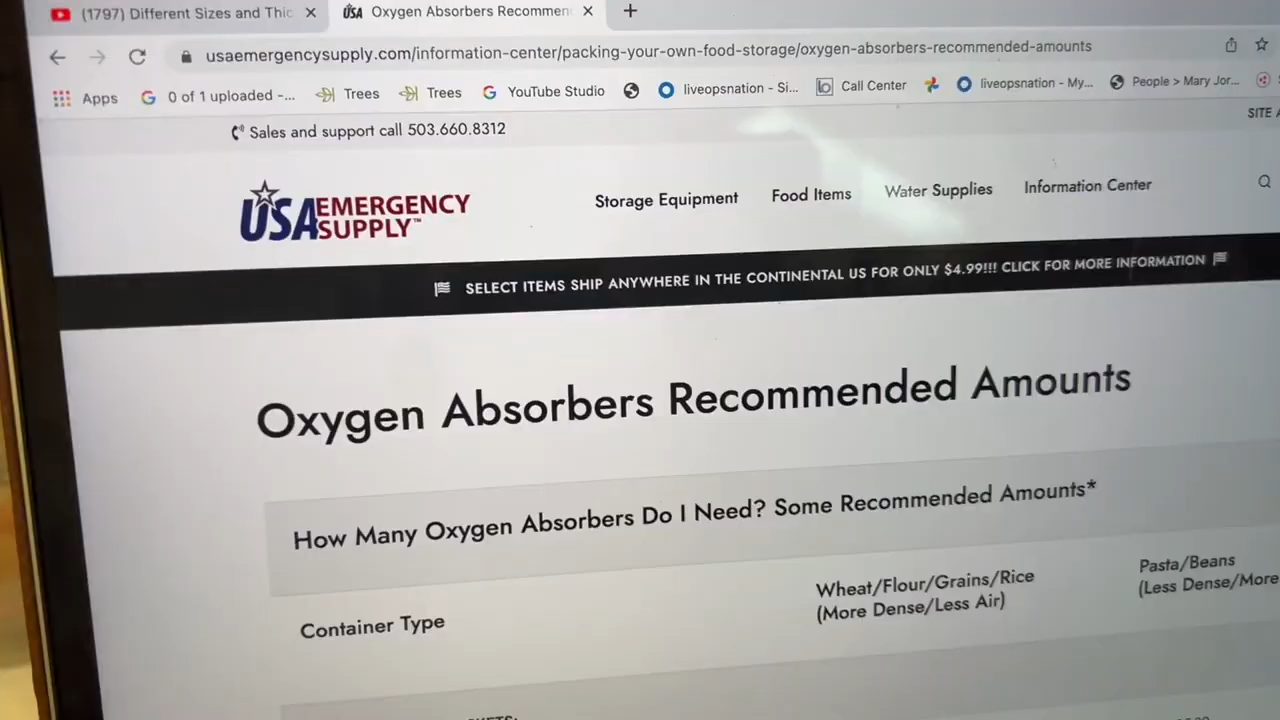 (1797) Different Sizes and Thic
USA Oxygen Absorbers Recommen
usaemergencysupply.com/information-center/packing-your-own-food-storage/oxygen-absorbers-recommended-amounts
Apps 0 of 1 uploaded -... Trees Trees YouTube Studio liveopsnation - Si... Call Center liveopsnation - My... People > Mary Jor...
Sales and support call 503.660.8312
SITE
USA EMERGENCY SUPPLY™
Storage Equipment Food Items Water Supplies Information Center
SELECT ITEMS SHIP ANYWHERE IN THE CONTINENTAL US FOR ONLY $4.99!!! CLICK FOR MORE INFORMATION
Oxygen Absorbers Recommended Amounts
How Many Oxygen Absorbers Do I Need? Some Recommended Amounts*
Container Type
Wheat/Flour/Grains/Rice
(More Dense/Less Air)
Pasta/Beans
(Less Dense/More